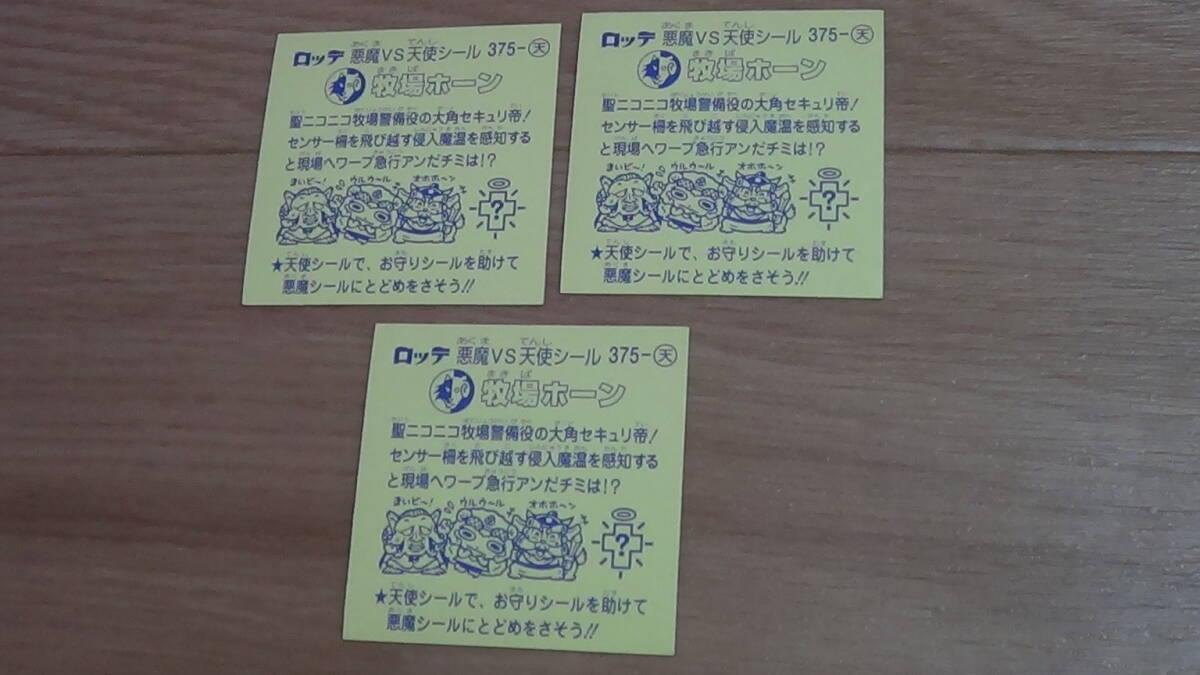 ロッテ 悪魔VS天使シール 375-天
牧場ホーン
聖ニコニコ牧場警備役の大角セキュリ帝!
センサー柵を飛び越す侵入魔温を感知する
と現場へワープ急行アンだチミは!?
まいビ〜! ウルウール オホホーン
?
★天使シールで、お守りシールを助けて
悪魔シールにとどめをさそう!!
ロッテ 悪魔VS天使シール 375-天
牧場ホーン
聖ニコニコ牧場警備役の大角セキュリ帝!
センサー柵を飛び越す侵入魔温を感知する
と現場へワープ急行アンだチミは!?
まいビ〜! ウルウール オホホーン
?
★天使シールで、お守りシールを助けて
悪魔シールにとどめをさそう!!
ロッテ 悪魔VS天使シール 375-天
牧場ホーン
聖ニコニコ牧場警備役の大角セキュリ帝!
センサー柵を飛び越す侵入魔温を感知する
と現場へワープ急行アンだチミは!?
まいビ〜! ウルウール オホホ〜ン
?
★天使シールで、お守りシールを助けて
悪魔シールにとどめをさそう!!